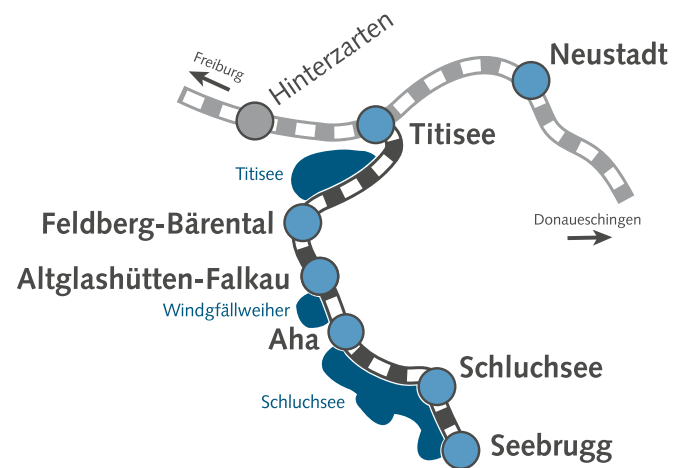 Freiburg
Hinterzarten
Neustadt
Titisee
Titisee
Donaueschingen
Feldberg-Bärental
Altglashütten-Falkau
Windgfällweiher
Aha
Schluchsee
Schluchsee
Seebrugg